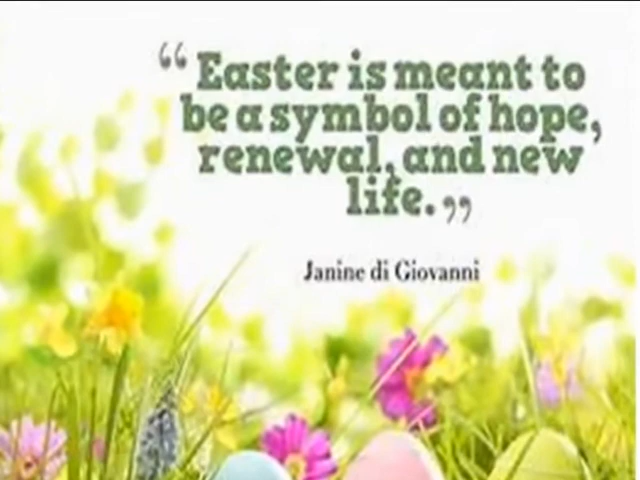 “Easter is meant to
be a symbol of hope,
renewal, and new
life.”
Janine di Giovanni